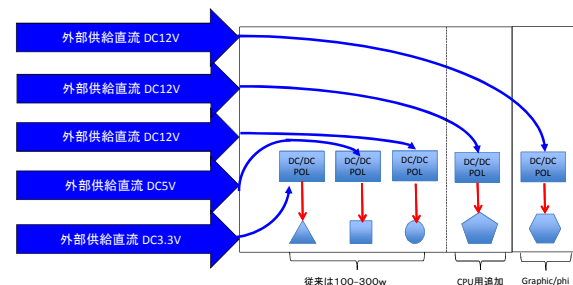 外部供給直流 DC12V
外部供給直流 DC12V
外部供給直流 DC12V
外部供給直流 DC5V
外部供給直流 DC3.3V
DC/DC
POL
DC/DC
POL
DC/DC
POL
DC/DC
POL
DC/DC
POL
従来は100–300w
CPU用追加
Graphic/phi